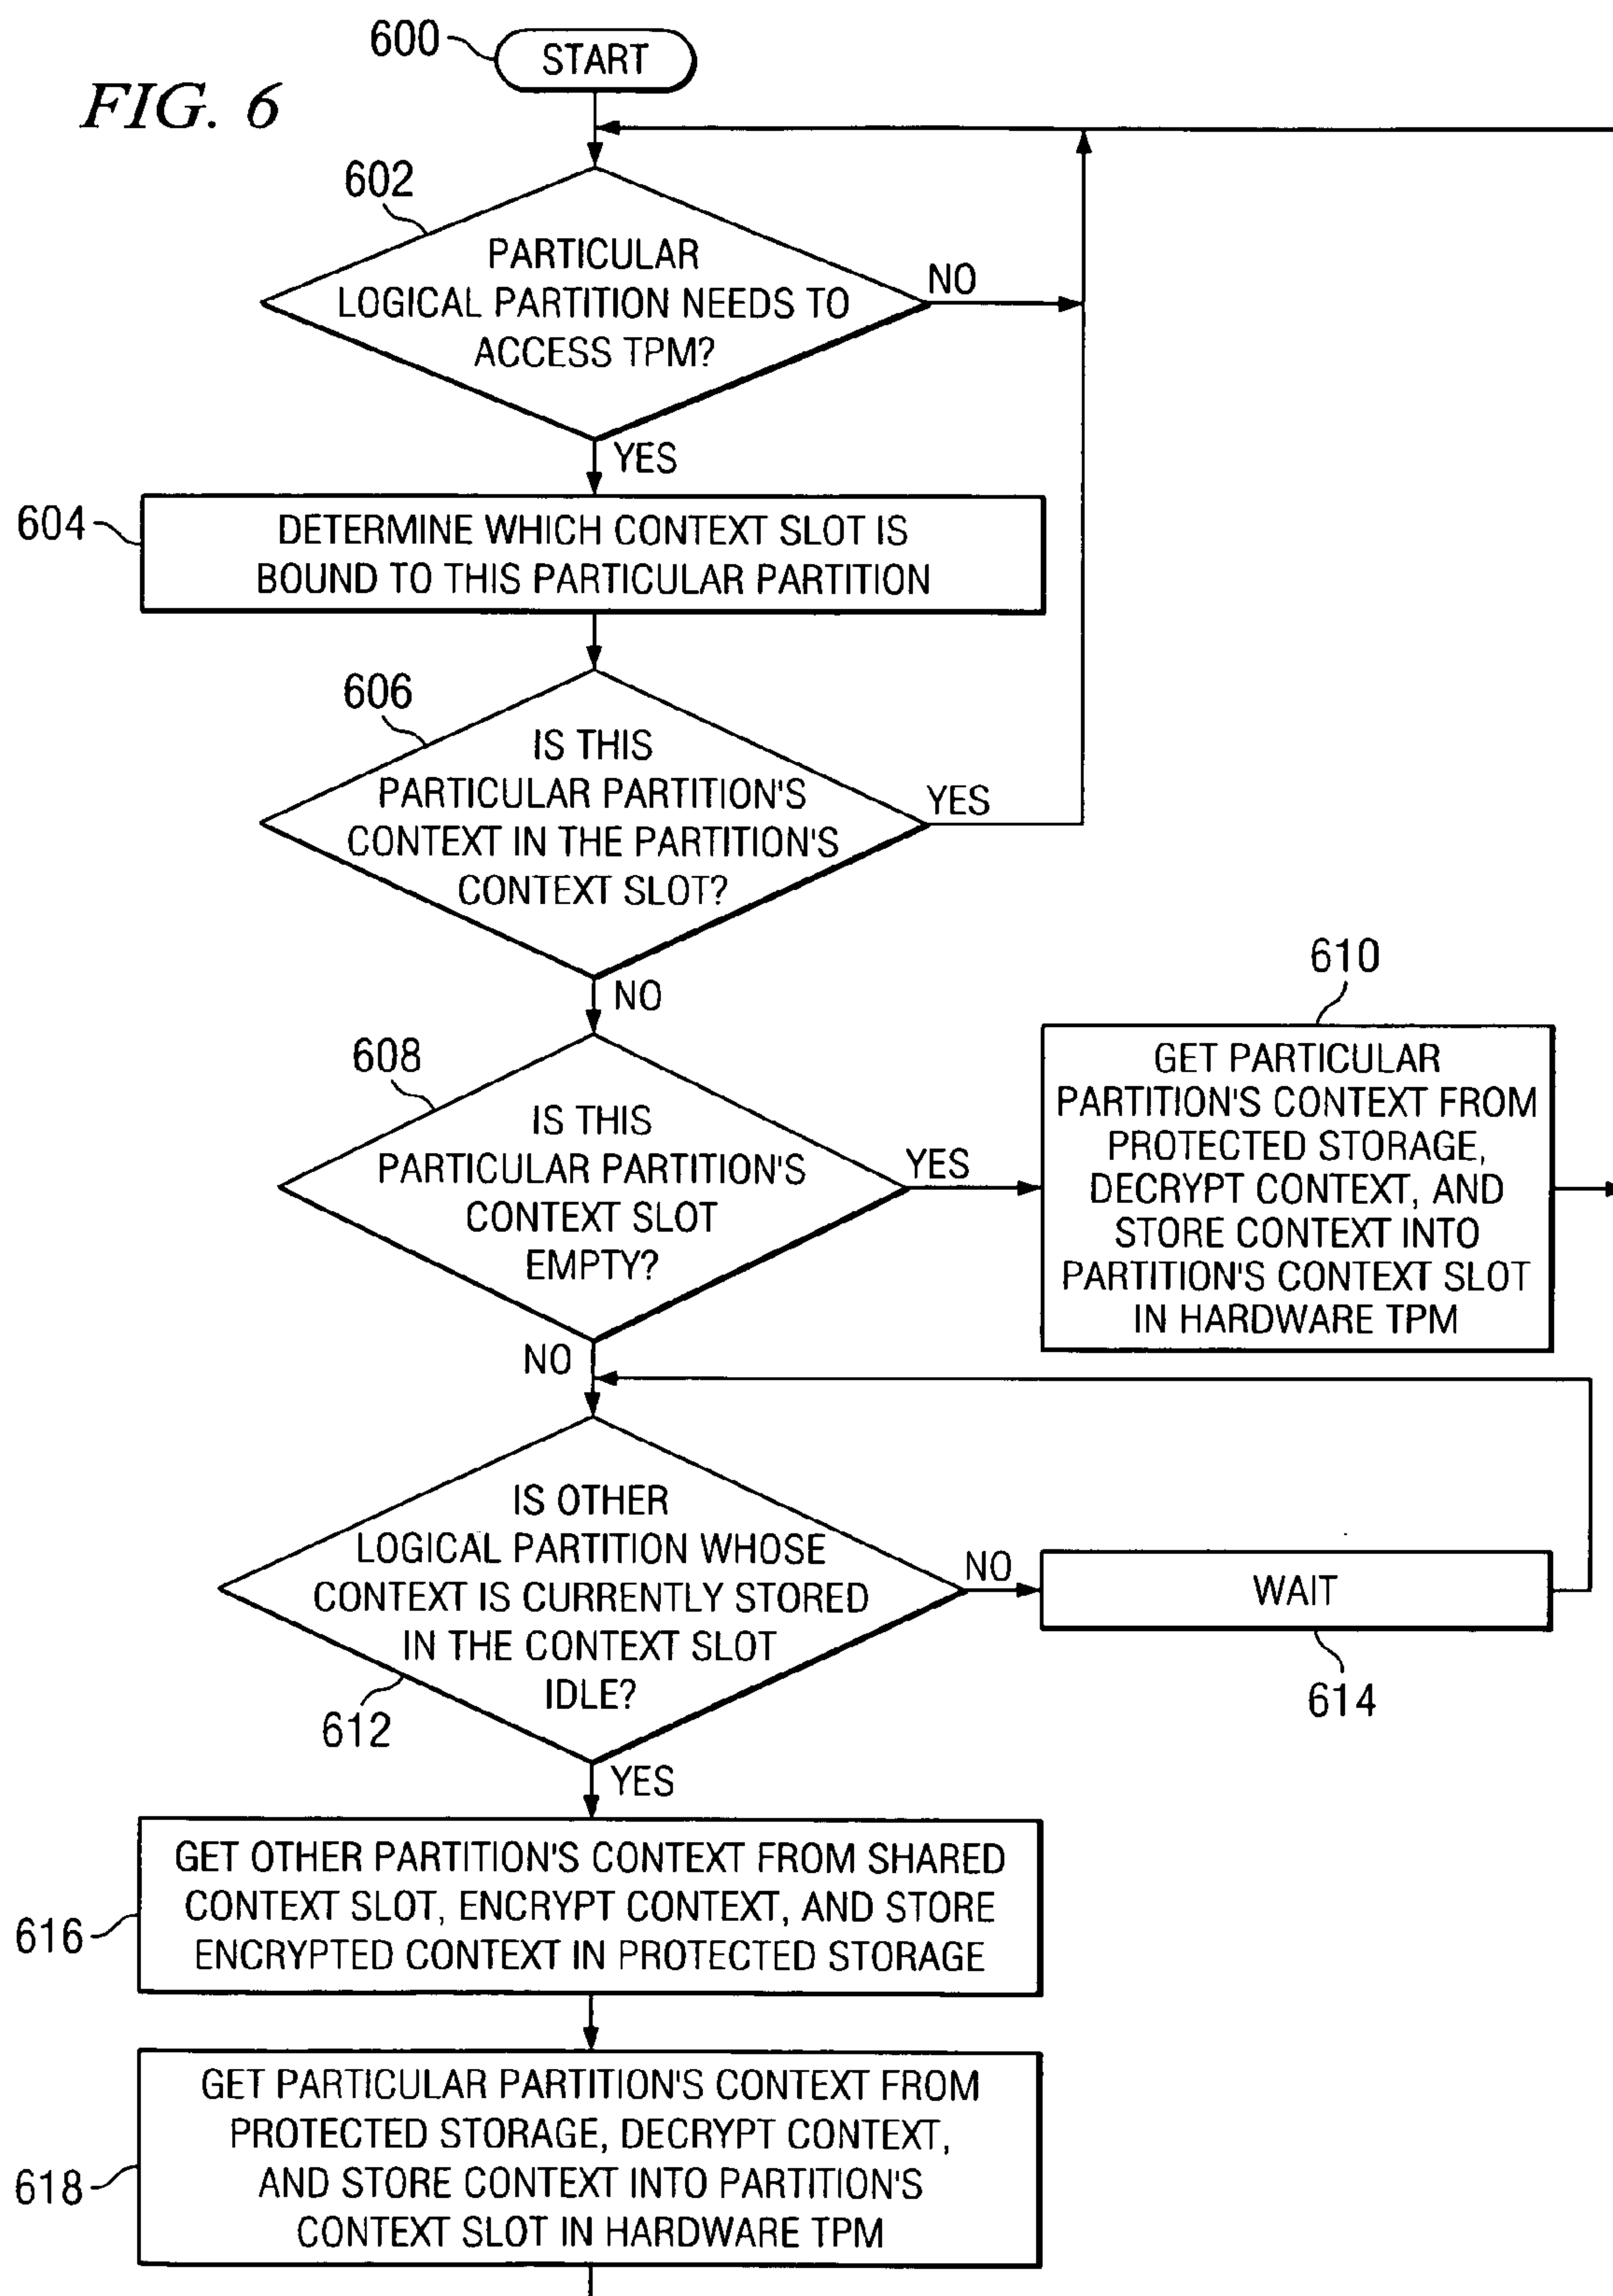 600
START
FIG. 6
602
PARTICULAR
LOGICAL PARTITION NEEDS TO
ACCESS TPM?
NO
YES
604
DETERMINE WHICH CONTEXT SLOT IS
BOUND TO THIS PARTICULAR PARTITION
606
IS THIS
PARTICULAR PARTITION'S
CONTEXT IN THE PARTITION'S
CONTEXT SLOT?
YES
NO
608
IS THIS
PARTICULAR PARTITION'S
CONTEXT SLOT
EMPTY?
YES
NO
610
GET PARTICULAR
PARTITION'S CONTEXT FROM
PROTECTED STORAGE,
DECRYPT CONTEXT, AND
STORE CONTEXT INTO
PARTITION'S CONTEXT SLOT
IN HARDWARE TPM
IS OTHER
LOGICAL PARTITION WHOSE
CONTEXT IS CURRENTLY STORED
IN THE CONTEXT SLOT
IDLE?
612
NO
WAIT
614
YES
616
GET OTHER PARTITION'S CONTEXT FROM SHARED
CONTEXT SLOT, ENCRYPT CONTEXT, AND STORE
ENCRYPTED CONTEXT IN PROTECTED STORAGE
618
GET PARTICULAR PARTITION'S CONTEXT FROM
PROTECTED STORAGE, DECRYPT CONTEXT,
AND STORE CONTEXT INTO PARTITION'S
CONTEXT SLOT IN HARDWARE TPM